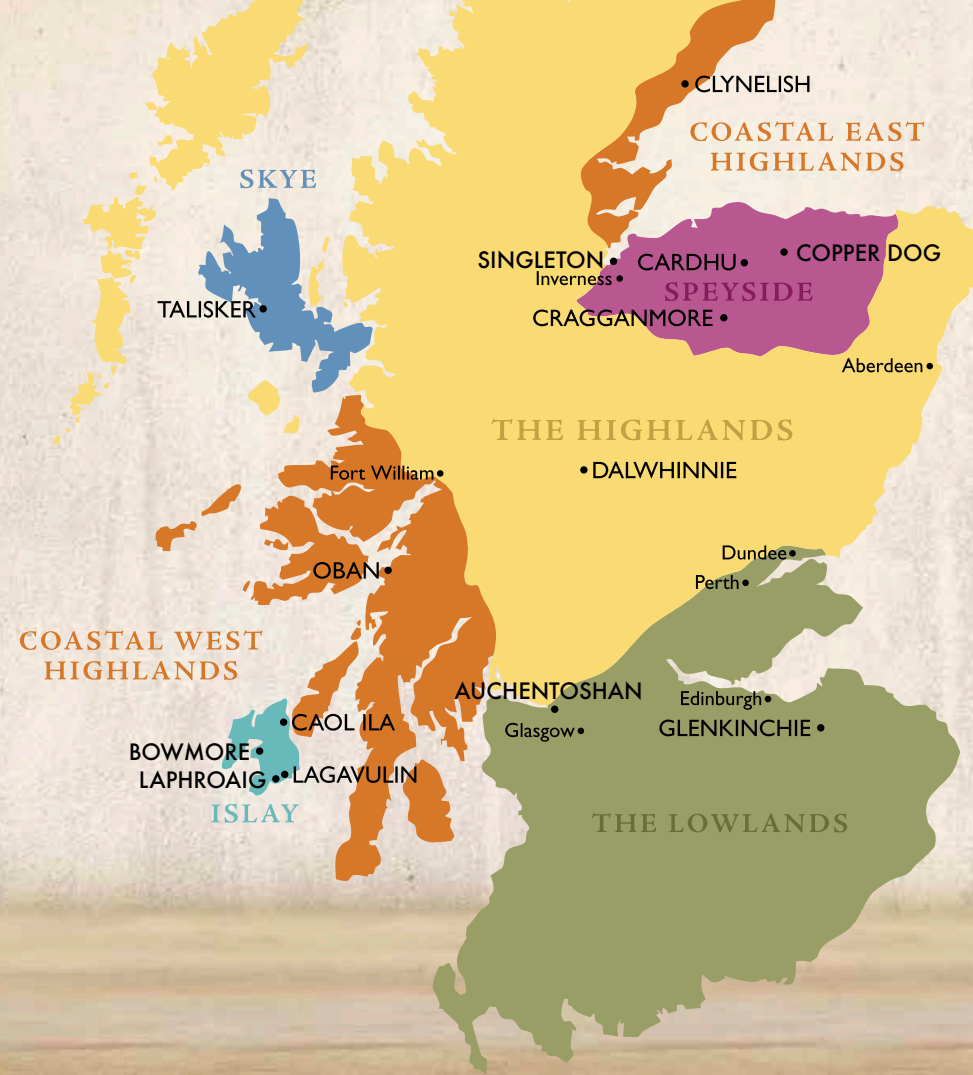 CLYNELISH
COASTAL EAST
HIGHLANDS
SKYE
SINGLETON
CARDHU
COPPER DOG
Inverness
SPEYSIDE
TALISKER
CRAGGANMORE
Aberdeen
THE HIGHLANDS
Fort William
DALWHINNIE
Dundee
OBAN
Perth
COASTAL WEST
HIGHLANDS
AUCHENTOSHAN
Edinburgh
CAOL ILA
Glasgow
GLENKINCHIE
BOWMORE
LAPHROAIG
LAGAVULIN
ISLAY
THE LOWLANDS